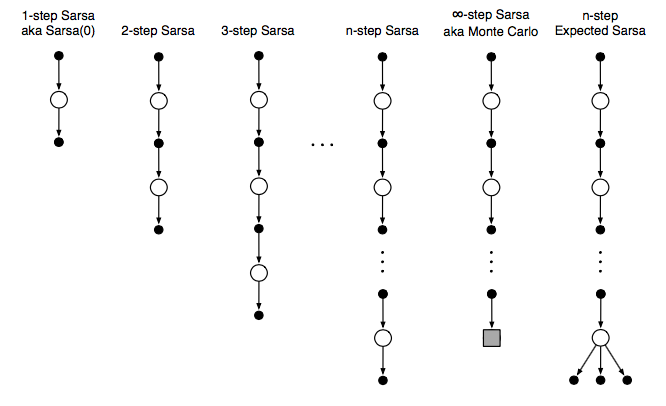 1-step Sarsa
aka Sarsa(0)
2-step Sarsa
3-step Sarsa
n-step Sarsa
∞-step Sarsa
aka Monte Carlo
n-step
Expected Sarsa